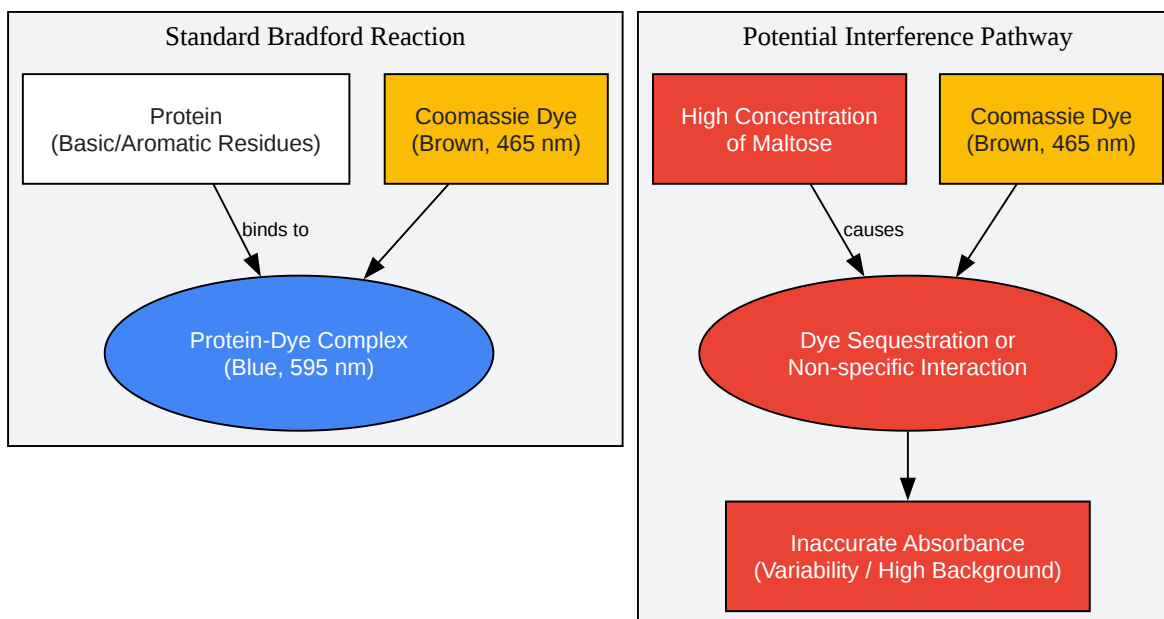 Standard Bradford Reaction
Protein
(Basic/Aromatic Residues)
Coomassie Dye
(Brown, 465 nm)
binds to
Protein-Dye Complex
(Blue, 595 nm)
Potential Interference Pathway
High Concentration
of Maltose
Coomassie Dye
(Brown, 465 nm)
causes
Dye Sequestration or
Non-specific Interaction
Inaccurate Absorbance
(Variability / High Background)